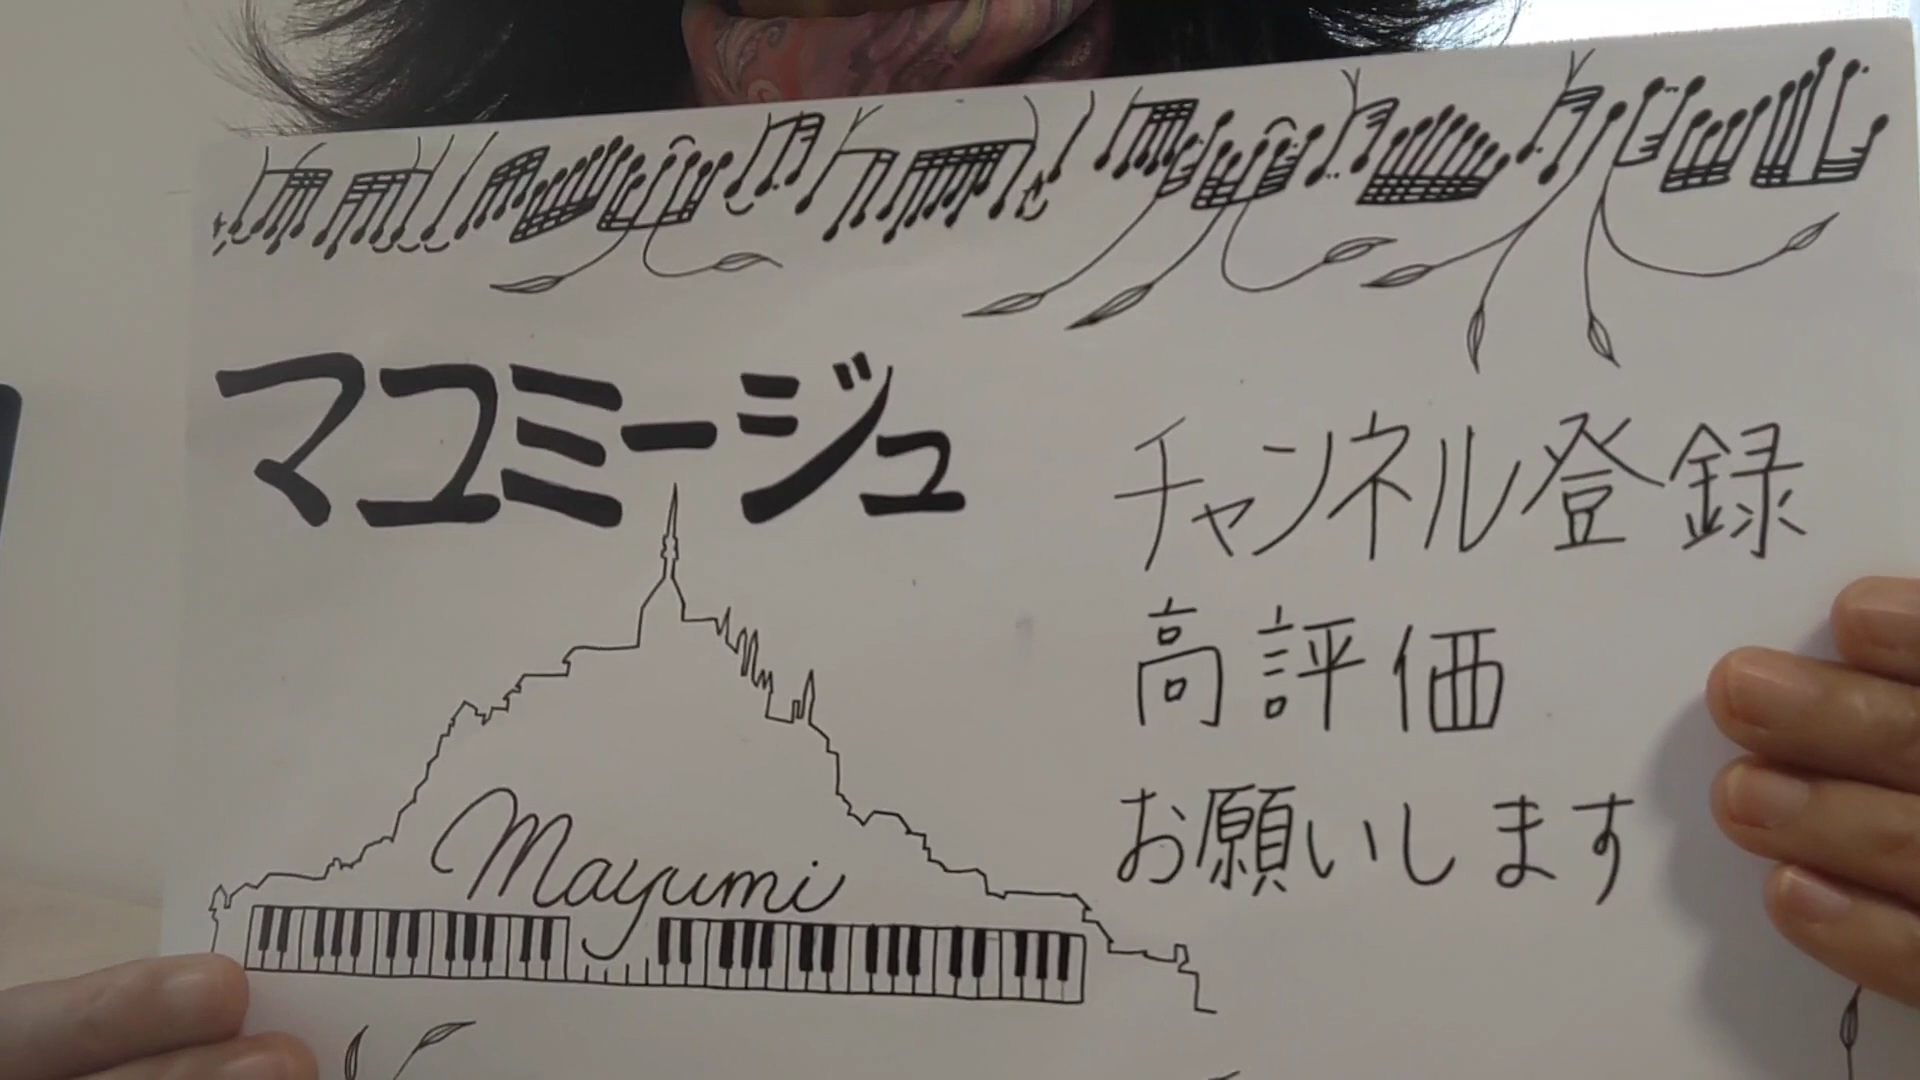 マユミージュ
チャンネル登録
高評価
お願いします
Mayumi